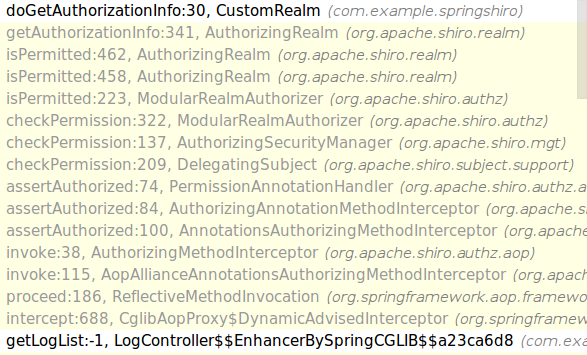 doGetAuthorizationInfo:30, CustomRealm (com.example.springshiro)
getAuthorizationInfo:341, AuthorizingRealm (org.apache.shiro.realm)
isPermitted:462, AuthorizingRealm (org.apache.shiro.realm)
isPermitted:458, AuthorizingRealm (org.apache.shiro.realm)
isPermitted:223, ModularRealmAuthorizer (org.apache.shiro.authz)
checkPermission:322, ModularRealmAuthorizer (org.apache.shiro.authz)
checkPermission:137, AuthorizingSecurityManager (org.apache.shiro.mgt)
checkPermission:209, DelegatingSubject (org.apache.shiro.subject.support)
assertAuthorized:74, PermissionAnnotationHandler (org.apache.shiro.authz.a
assertAuthorized:84, AuthorizingAnnotationMethodInterceptor (org.apache.s
assertAuthorized:100, AnnotationsAuthorizingMethodInterceptor (org.apache
invoke:38, AuthorizingMethodInterceptor (org.apache.shiro.authz.aop)
invoke:115, AopAllianceAnnotationsAuthorizingMethodInterceptor (org.apach
proceed:186, ReflectiveMethodInvocation (org.springframework.aop.framewo
intercept:688, CglibAopProxy$DynamicAdvisedInterceptor (org.springframew
getLogList:-1, LogController$$EnhancerBySpringCGLIB$$a23ca6d8 (com.exa